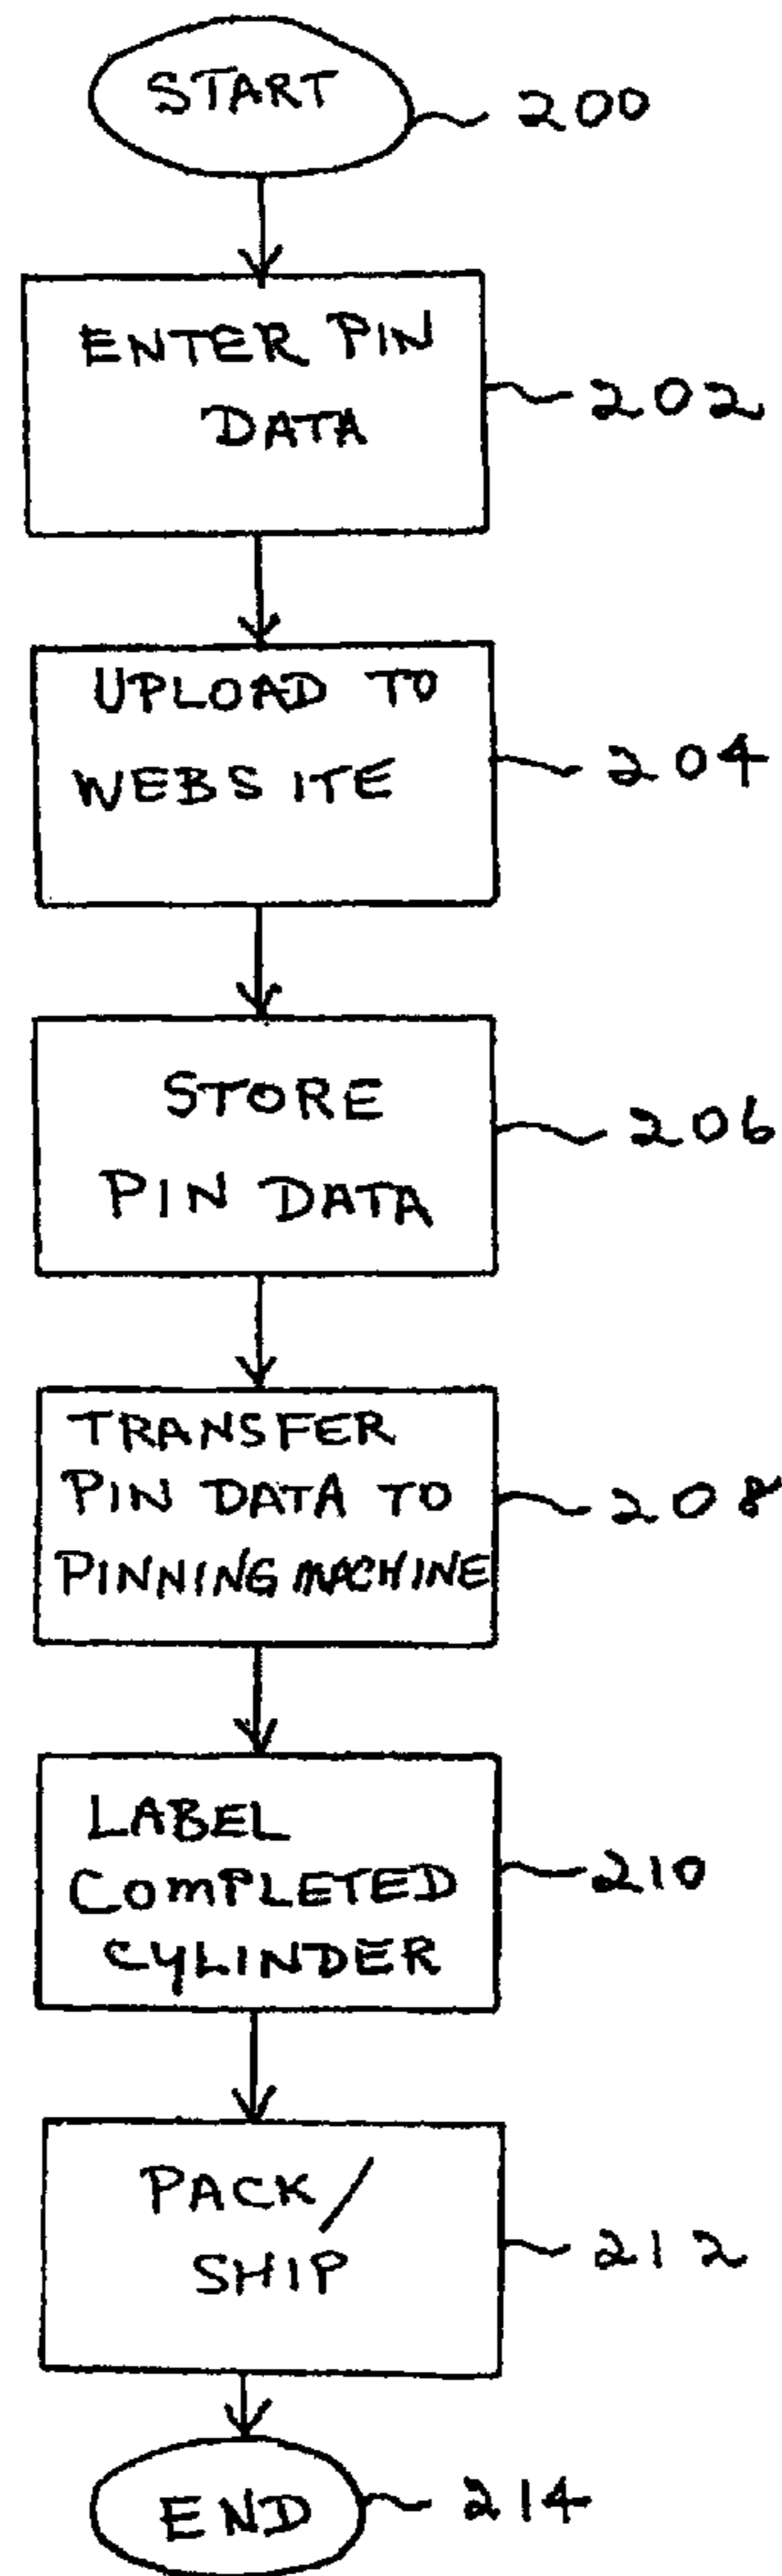 START
200
ENTER PIN
DATA
202
UPLOAD TO
WEBSITE
204
STORE
PIN DATA
206
TRANSFER
PIN DATA TO
PINNING MACHINE
208
LABEL
COMPLETED
CYLINDER
210
PACK/
SHIP
212
END
214